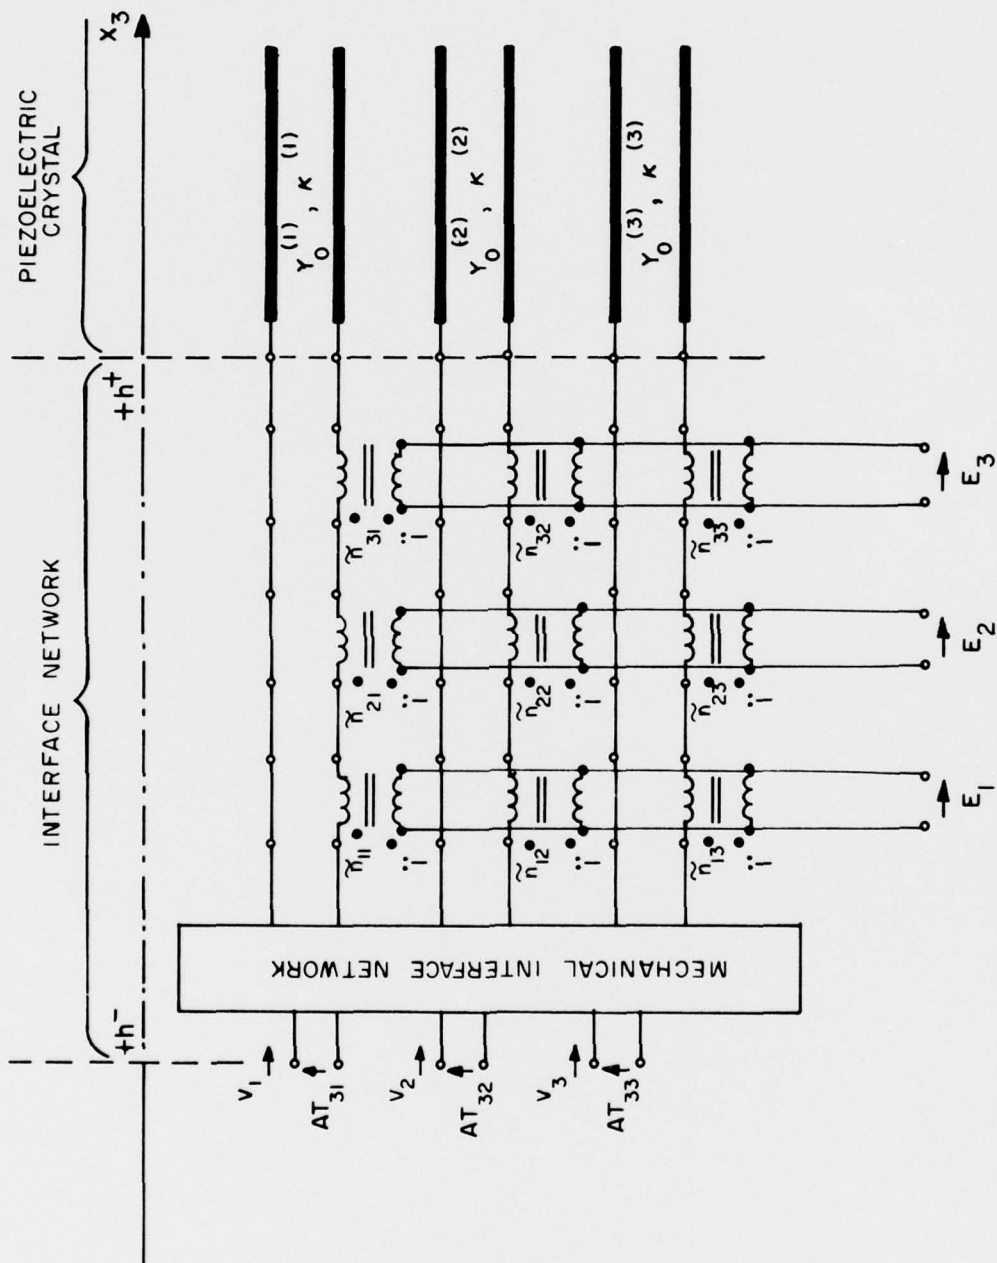 PIEZOELECTRIC
CRYSTAL
X₃
INTERFACE NETWORK
+h⁻
+h⁺
Y₀⁽¹⁾, κ⁽¹⁾
Y₀⁽²⁾, κ⁽²⁾
Y₀⁽³⁾, κ⁽³⁾
ñ₁₁ : 1
ñ₂₁ : 1
ñ₃₁ : 1
ñ₁₂ : 1
ñ₂₂ : 1
ñ₃₂ : 1
ñ₁₃ : 1
ñ₂₃ : 1
ñ₃₃ : 1
MECHANICAL INTERFACE NETWORK
v₁
AT₃₁
v₂
AT₃₂
v₃
AT₃₃
E₁
E₂
E₃